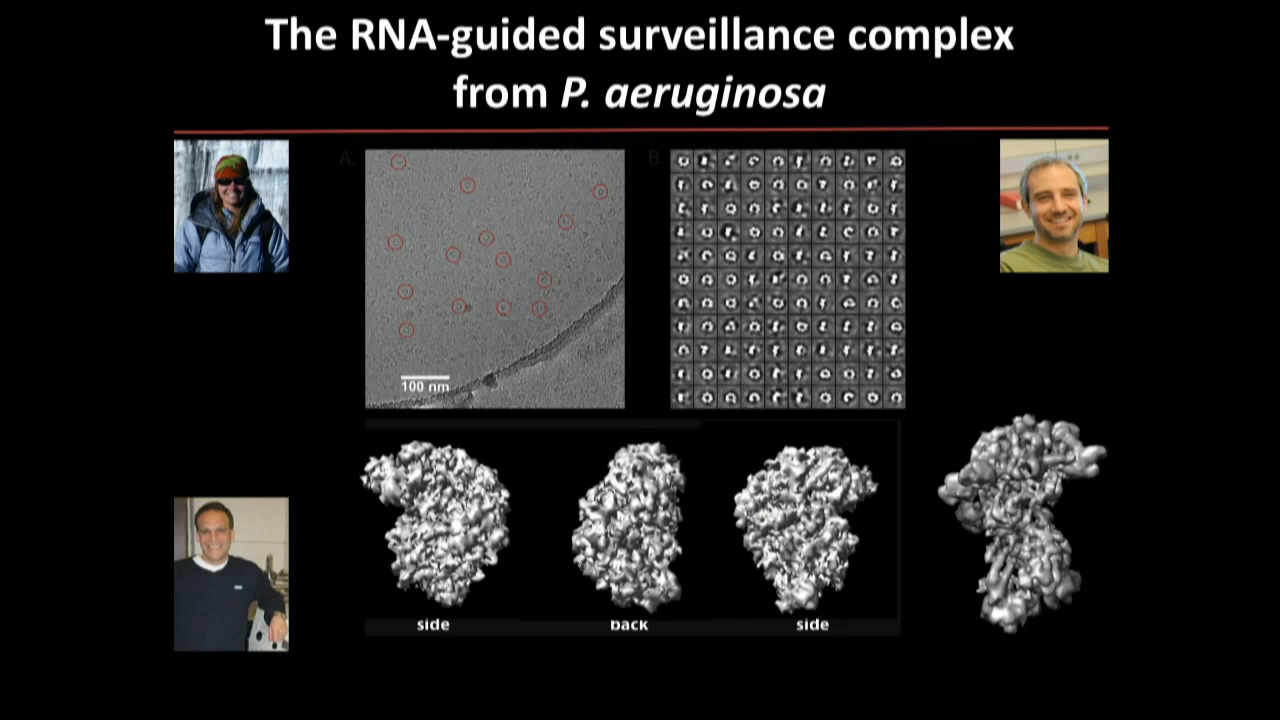 The RNA-guided surveillance complex
from P. aeruginosa
A.
B.
100 nm
side
back
side